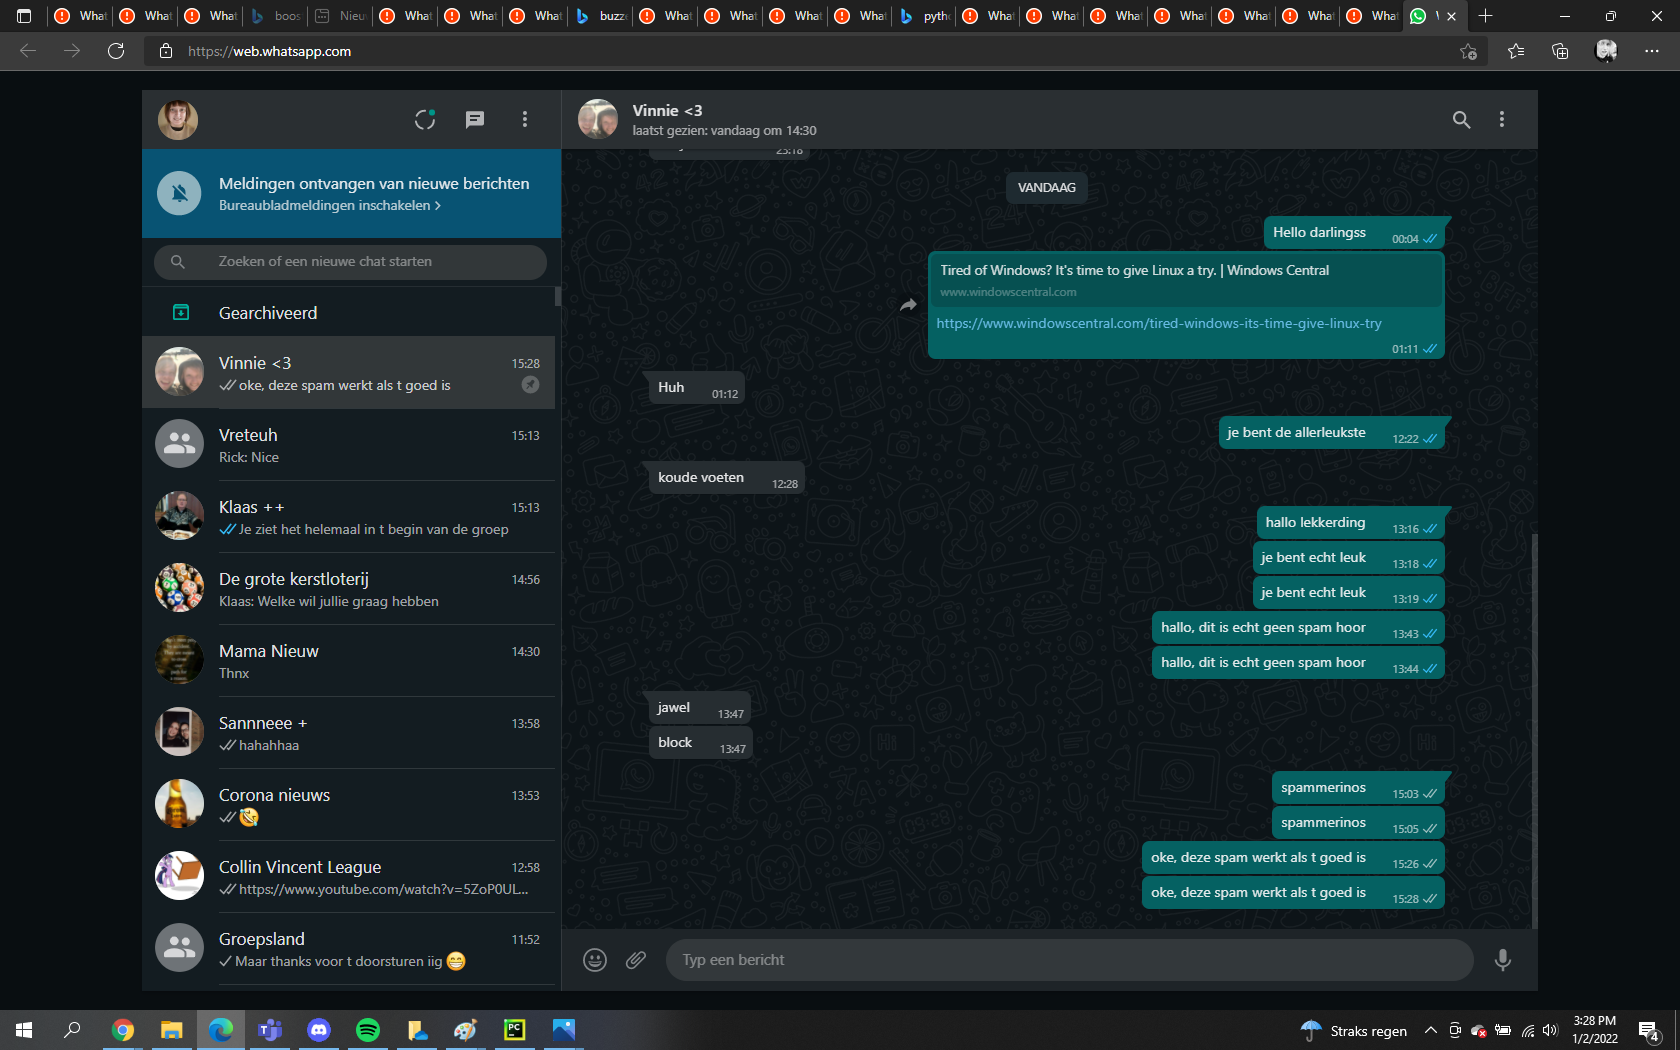 What
What
What
boos
Nieu
What
What
What
buzz
What
What
What
What
pyth
What
What
What
What
What
What
What
https://web.whatsapp.com
Meldingen ontvangen van nieuwe berichten
Bureaubladmeldingen inschakelen >
Zoeken of een nieuwe chat starten
Gearchiveerd
Vinnie <3 15:28
oke, deze spam werkt als t goed is
Vreteuh 15:13
Rick: Nice
Klaas ++ 15:13
Je ziet het helemaal in t begin van de groep
De grote kerstloterij 14:56
Klaas: Welke wil jullie graag hebben
Mama Nieuw 14:30
Thnx
Sannneee + 13:58
hahahhaa
Corona nieuws 13:53
🤣
Collin Vincent League 12:58
https://www.youtube.com/watch?v=5ZoP0UL...
Groepsland 11:52
Maar thanks voor t doorsturen iig 😁
Vinnie <3
laatst gezien: vandaag om 14:30
23:18
VANDAAG
Hello darlingss 00:04
Tired of Windows? It's time to give Linux a try. | Windows Central
www.windowscentral.com
https://www.windowscentral.com/tired-windows-its-time-give-linux-try
01:11
Huh 01:12
je bent de allerleukste 12:22
koude voeten 12:28
hallo lekkerding 13:16
je bent echt leuk 13:18
je bent echt leuk 13:19
hallo, dit is echt geen spam hoor 13:43
hallo, dit is echt geen spam hoor 13:44
jawel 13:47
block 13:47
spammerinos 15:03
spammerinos 15:05
oke, deze spam werkt als t goed is 15:26
oke, deze spam werkt als t goed is 15:28
Typ een bericht
PC
Straks regen
3:28 PM
1/2/2022
4